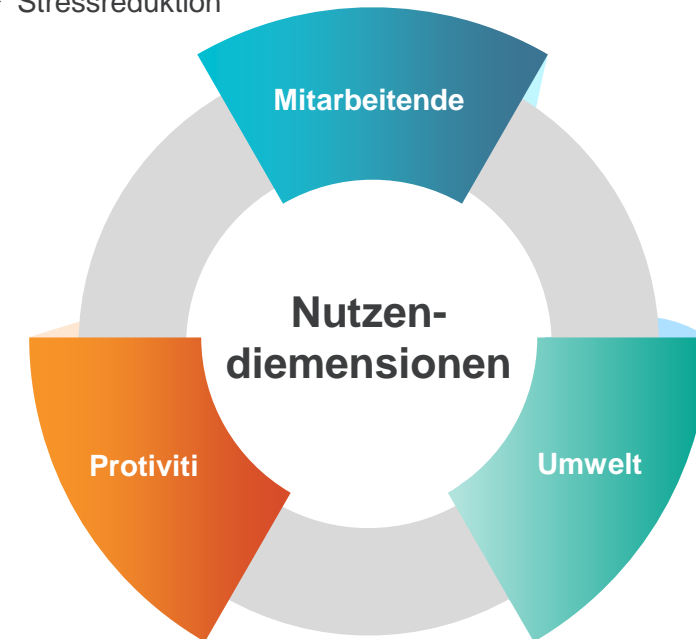 Stressreduktion
Mitarbeitende
Nutzen-
diemensionen
Protiviti
Umwelt